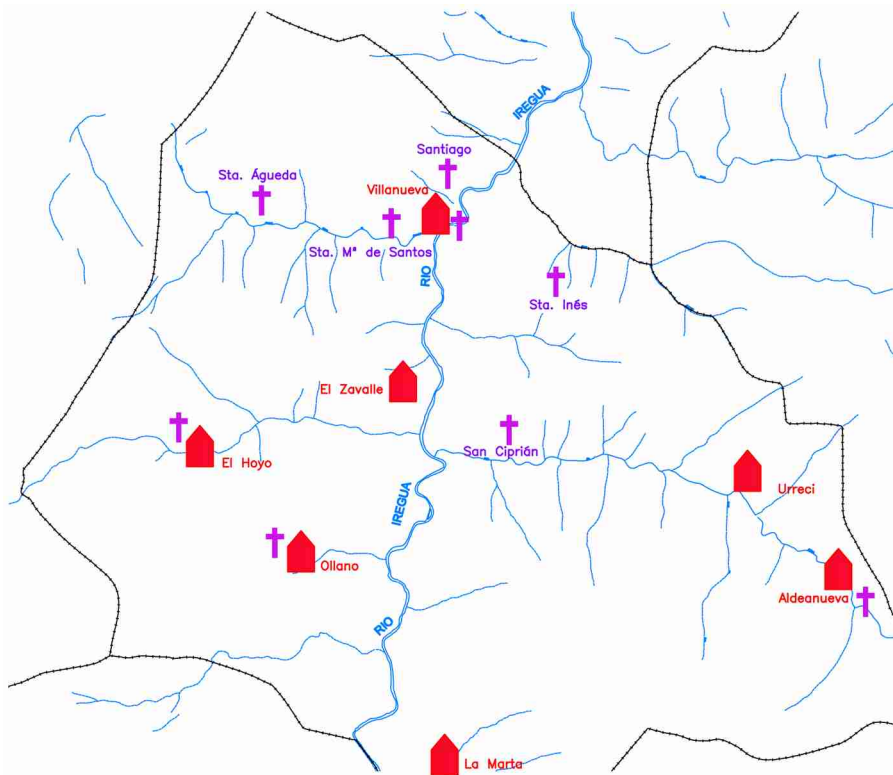 IREGUA
Santiago
Sta. Águeda
Villanueva
Sta. Mª de Santos
RIO
Sta. Inés
El Zavalle
San Ciprián
El Hoyo
Urreci
IREGUA
Ollano
Aldeanueva
RIO
La Marta